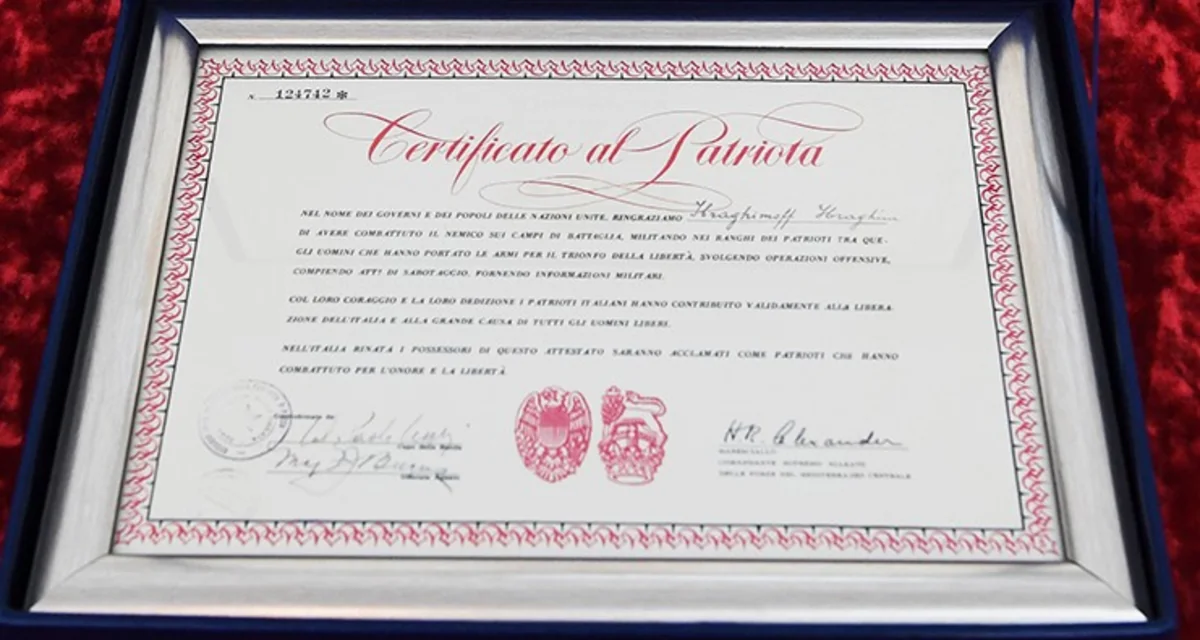 N. 124742 *
Certificato al Patriota
NEL NOME DEI GOVERNI E DEI POPOLI DELLE NAZIONI UNITE, RINGRAZIAMO Ibraghimoff Ibraghim
DI AVERE COMBATTUTO IL NEMICO SUI CAMPI DI BATTAGLIA, MILITANDO NEI RANGHI DEI PATRIOTI TRA QUE-
GLI UOMINI CHE HANNO PORTATO LE ARMI PER IL TRIONFO DELLA LIBERTÀ, SVOLGENDO OPERAZIONI OFFENSIVE,
COMPIENDO ATTI DI SABOTAGGIO, FORNENDO INFORMAZIONI MILITARI.
COL LORO CORAGGIO E LA LORO DEDIZIONE I PATRIOTI ITALIANI HANNO CONTRIBUITO VALIDAMENTE ALLA LIBERA-
ZIONE DELL'ITALIA E ALLA GRANDE CAUSA DI TUTTI GLI UOMINI LIBERI.
NELL'ITALIA RINATA I POSSESSORI DI QUESTO ATTESTATO SARANNO ACCLAMATI COME PATRIOTI CHE HANNO
COMBATTUTO PER L'ONORE E LA LIBERTÀ
H.R. Alexander
MARESCIALLO
COMANDANTE SUPREMO ALLEATO
DELLE FORZE DEL MEDITERRANEO CENTRALE